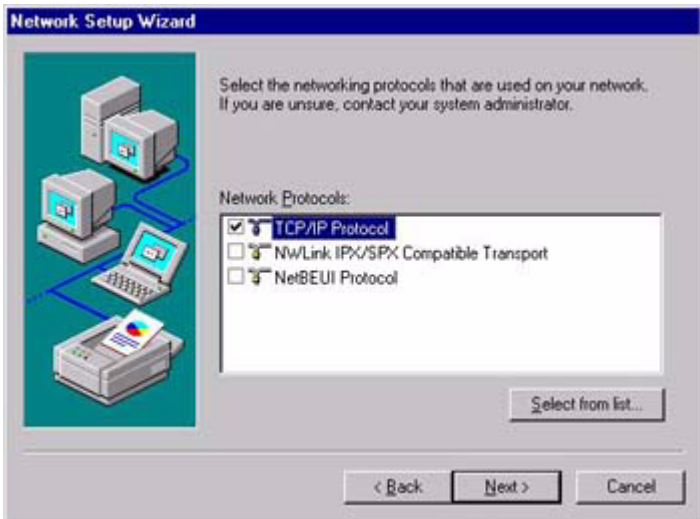 Network Setup Wizard
Select the networking protocols that are used on your network.
If you are unsure, contact your system administrator.
Network Protocols:
TCP/IP Protocol
NWLink IPX/SPX Compatible Transport
NetBEUI Protocol
Select from list...
< Back
Next >
Cancel